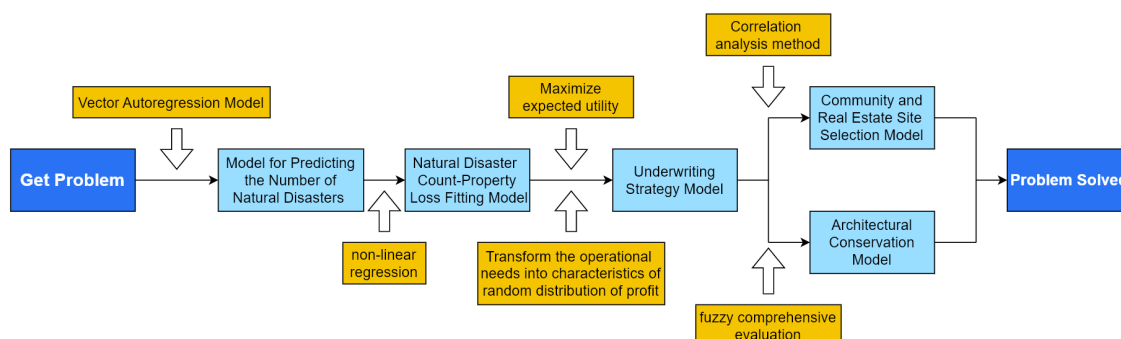 Correlation
analysis method
Vector Autoregression Model
Maximize
expected utility
Community and
Real Estate Site
Selection Model
Get Problem
Model for Predicting
the Number of
Natural Disasters
Natural Disaster
Count-Property
Loss Fitting Model
Underwriting
Strategy Model
Problem Solved
non-linear
regression
Transform the operational
needs into characteristics of
random distribution of profit
Architectural
Conservation
Model
fuzzy comprehensive
evaluation